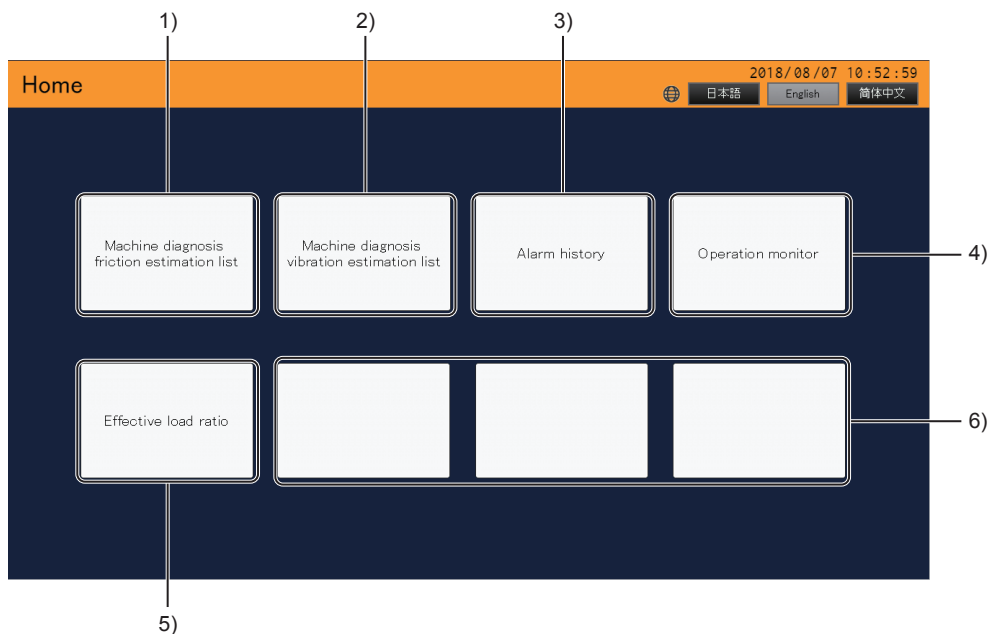 1)
2)
3)
Home
2018/08/07 10:52:59
日本語
English
简体中文
Machine diagnosis
friction estimation list
Machine diagnosis
vibration estimation list
Alarm history
Operation monitor
4)
Effective load ratio
6)
5)